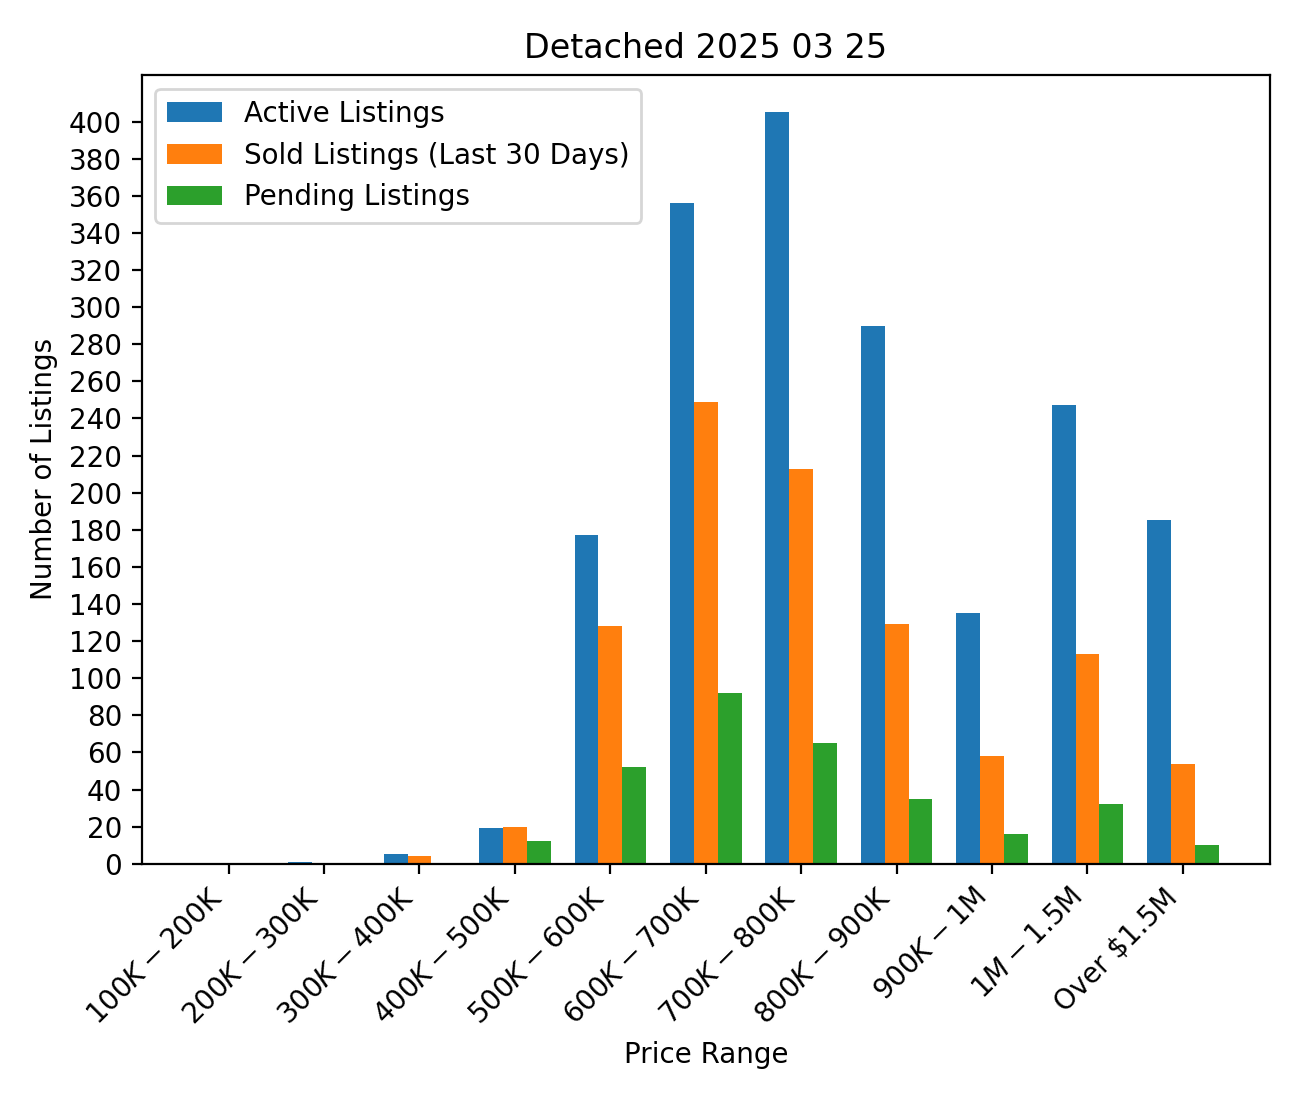 Detached 2025 03 25
Active Listings
Sold Listings (Last 30 Days)
Pending Listings
Number of Listings
400
380
360
340
320
300
280
260
240
220
200
180
160
140
120
100
80
60
40
20
0
100K − 200K
200K − 300K
300K − 400K
400K − 500K
500K − 600K
600K − 700K
700K − 800K
800K − 900K
900K − 1M
1M − 1.5M
Over $1.5M
Price Range